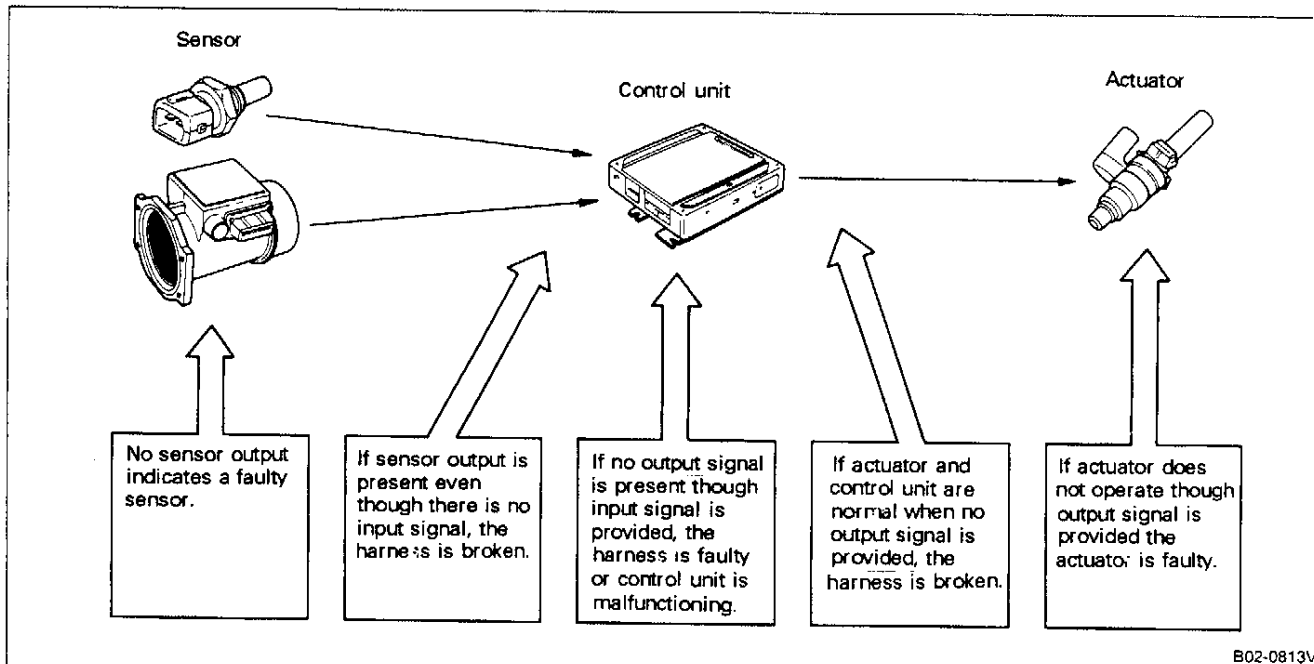 Sensor
Control unit
Actuator
No sensor output
indicates a faulty
sensor.
If sensor output is
present even
though there is no
input signal, the
harness is broken.
If no output signal
is present though
input signal is
provided, the
harness is faulty
or control unit is
malfunctioning.
If actuator and
control unit are
normal when no
output signal is
provided, the
harness is broken.
If actuator does
not operate though
output signal is
provided the
actuator is faulty.
B02-0813V